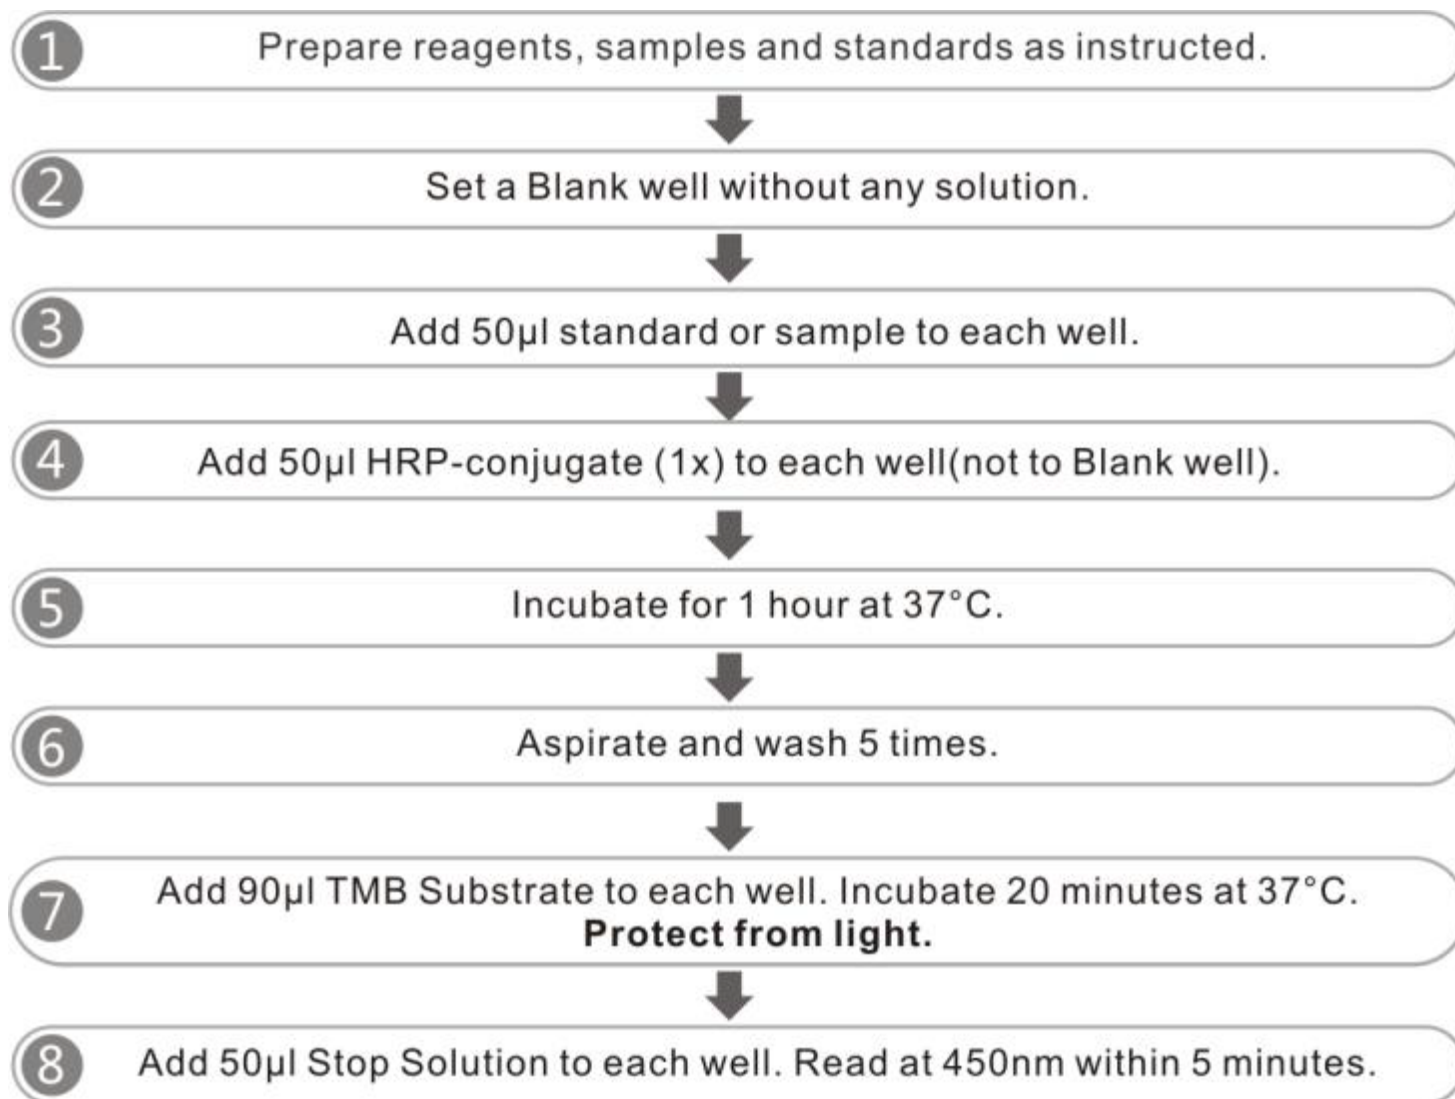 1 Prepare reagents, samples and standards as instructed.
2 Set a Blank well without any solution.
3 Add 50µl standard or sample to each well.
4 Add 50µl HRP-conjugate (1x) to each well(not to Blank well).
5 Incubate for 1 hour at 37°C.
6 Aspirate and wash 5 times.
7 Add 90µl TMB Substrate to each well. Incubate 20 minutes at 37°C.
Protect from light.
8 Add 50µl Stop Solution to each well. Read at 450nm within 5 minutes.